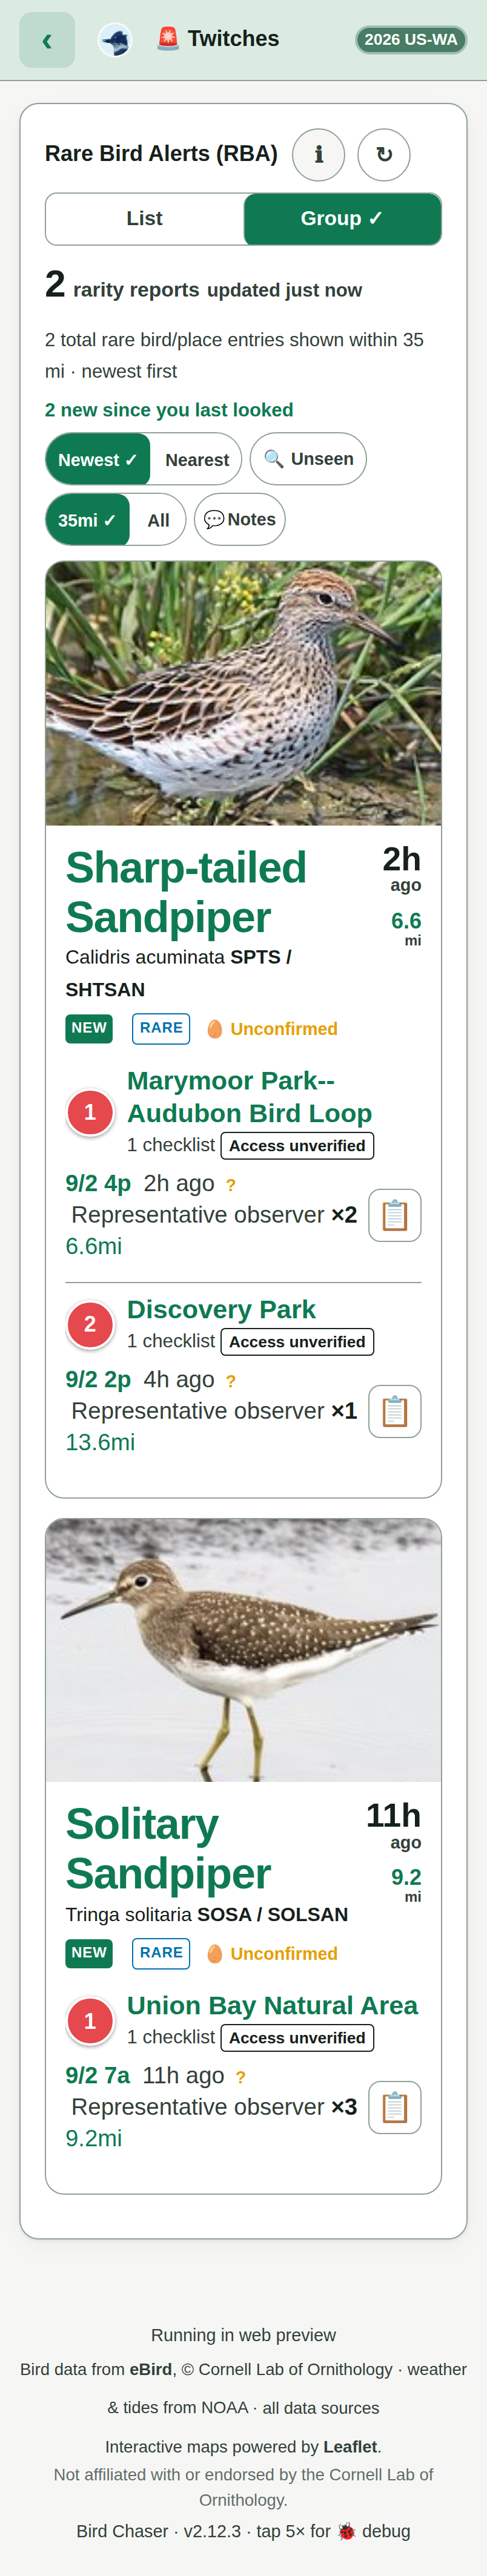 ‹ 🚨 Twitches 2026 US-WA
Rare Bird Alerts (RBA) ℹ ↻
List Group ✓
2 rarity reports updated just now
2 total rare bird/place entries shown within 35
mi · newest first
2 new since you last looked
Newest ✓ Nearest 🔍 Unseen
35mi ✓ All 💬 Notes
Sharp-tailed
Sandpiper
2h
ago
6.6
mi
Calidris acuminata SPTS /
SHTSAN
NEW RARE 🥚 Unconfirmed
1
Marymoor Park--
Audubon Bird Loop
1 checklist Access unverified
9/2 4p 2h ago ?
Representative observer ×2 📋
6.6mi
2
Discovery Park
1 checklist Access unverified
9/2 2p 4h ago ?
Representative observer ×1 📋
13.6mi
Solitary
Sandpiper
11h
ago
9.2
mi
Tringa solitaria SOSA / SOLSAN
NEW RARE 🥚 Unconfirmed
1
Union Bay Natural Area
1 checklist Access unverified
9/2 7a 11h ago ?
Representative observer ×3 📋
9.2mi
Running in web preview
Bird data from eBird, © Cornell Lab of Ornithology · weather
& tides from NOAA · all data sources
Interactive maps powered by Leaflet.
Not affiliated with or endorsed by the Cornell Lab of
Ornithology.
Bird Chaser · v2.12.3 · tap 5× for 🐞 debug